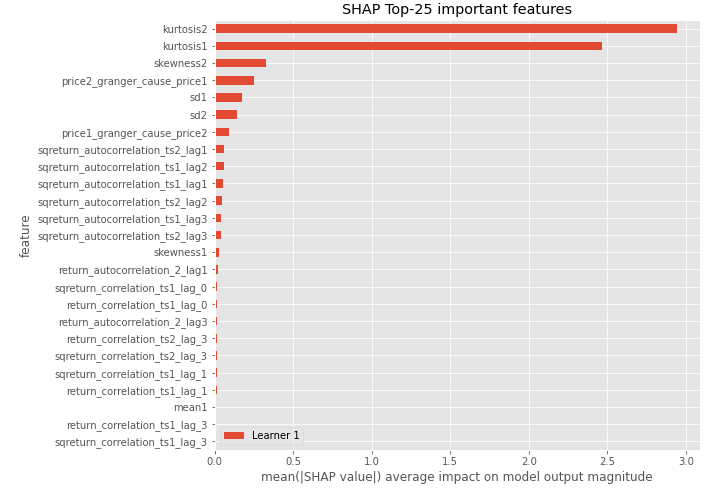 SHAP Top-25 important features
kurtosis2
kurtosis1
skewness2
price2_granger_cause_price1
sd1
sd2
price1_granger_cause_price2
sqreturn_autocorrelation_ts2_lag1
sqreturn_autocorrelation_ts1_lag2
sqreturn_autocorrelation_ts1_lag1
sqreturn_autocorrelation_ts2_lag2
sqreturn_autocorrelation_ts1_lag3
sqreturn_autocorrelation_ts2_lag3
skewness1
return_autocorrelation_2_lag1
sqreturn_correlation_ts1_lag_0
return_correlation_ts1_lag_0
return_autocorrelation_2_lag3
return_correlation_ts2_lag_3
sqreturn_correlation_ts2_lag_3
sqreturn_correlation_ts1_lag_1
return_correlation_ts1_lag_1
mean1
return_correlation_ts1_lag_3
sqreturn_correlation_ts1_lag_3
feature
Learner 1
0.0 0.5 1.0 1.5 2.0 2.5 3.0
mean(|SHAP value|) average impact on model output magnitude